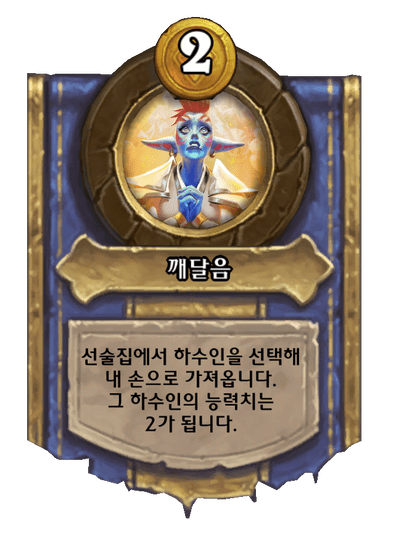 2
깨달음
선술집에서 하수인을 선택해
내 손으로 가져옵니다.
그 하수인의 능력치는
2가 됩니다.